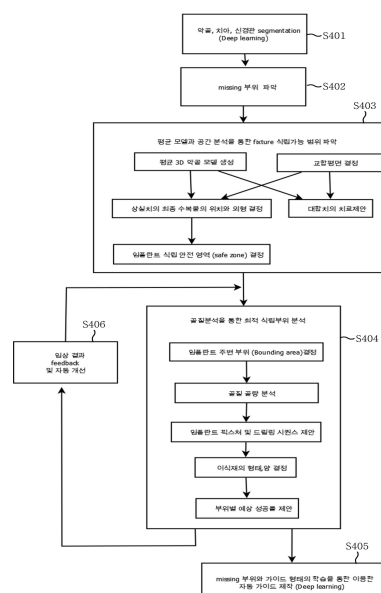 악골, 치아, 신경관 segmentation
(Deep learning)
S401
missing 부위 파악
S402
S403
평균 모델과 공간 분석을 통한 fixture 식립가능 범위 파악
평균 3D 악골 모델 생성
교합평면 결정
상실치의 최종 수복물의 위치와 외형 결정
대합치의 치료제안
임플란트 식립 안전 영역 (safe zone) 결정
S406
임상 결과
feedback
및 자동 개선
S404
골질분석을 통한 최적 식립부위 분석
임플란트 주변 부위 (Bounding area)결정
골질 골량 분석
임플란트 픽스처 및 드릴링 시퀀스 제안
이식재의 형태,양 결정
부위별 예상 성공률 제안
S405
missing 부위와 가이드 형태의 학습을 통한 이용한
자동 가이드 제작 (Deep learning)